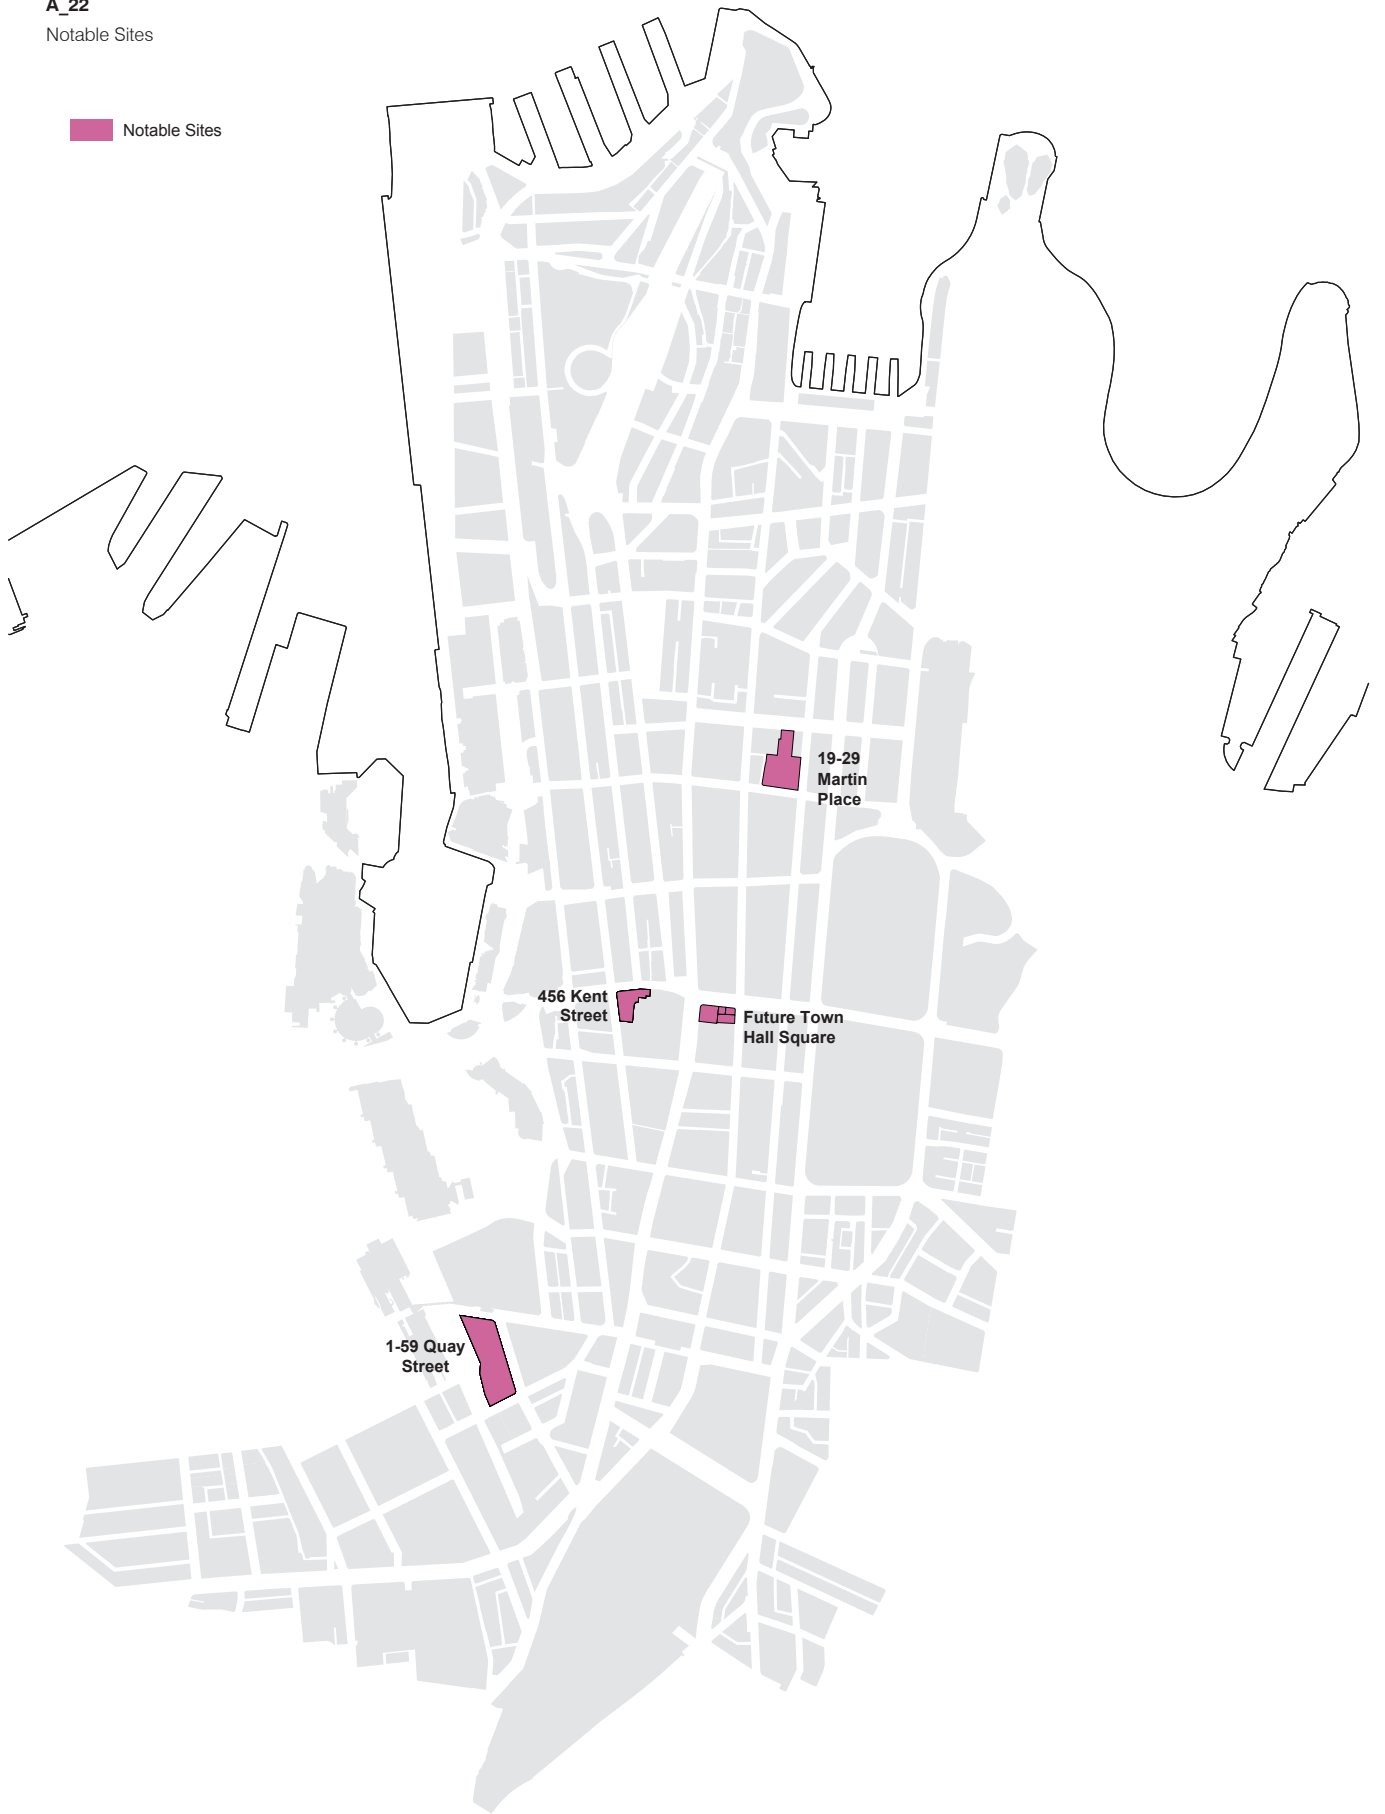 A_22
Notable Sites
Notable Sites
19-29
Martin
Place
456 Kent
Street
Future Town
Hall Square
1-59 Quay
Street